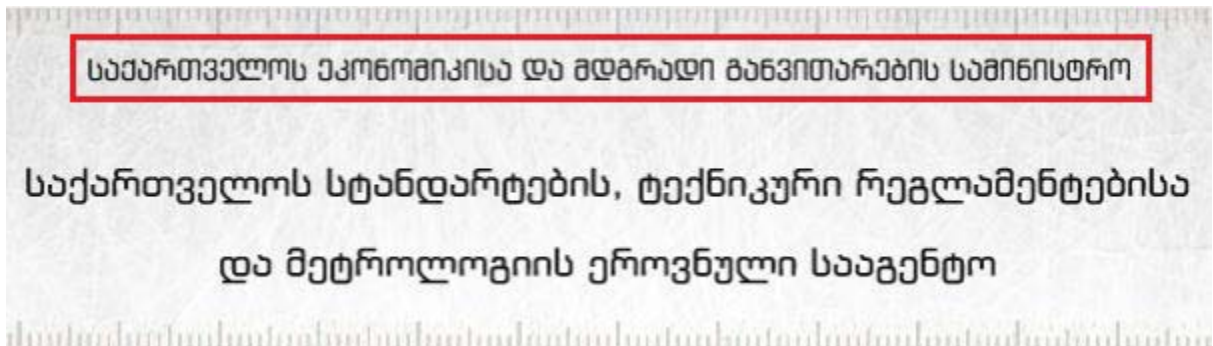 საქართველოს ეკონომიკისა და მდგრადი განვითარების სამინისტრო
საქართველოს სტანდარტების, ტექნიკური რეგლამენტებისა
და მეტროლოგიის ეროვნული სააგენტო